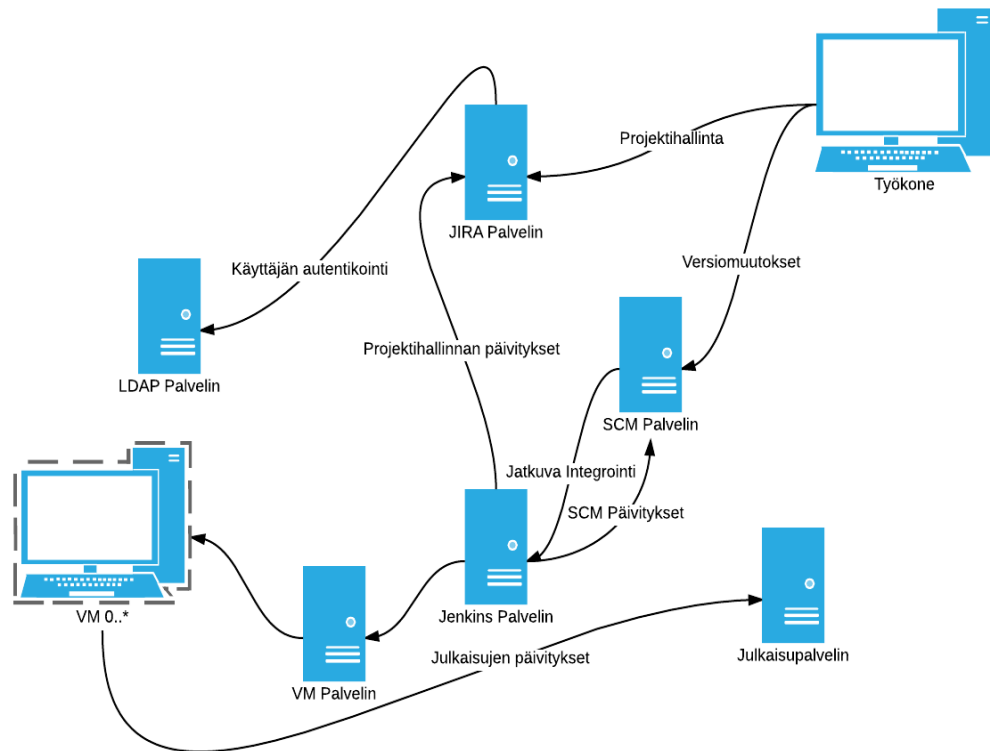 Projektihallinta
Työkone
JIRA Palvelin
Käyttäjän autentikointi
Versiomuutokset
Projektihallinnan päivitykset
LDAP Palvelin
SCM Palvelin
Jatkuva Integrointi
SCM Päivitykset
VM 0..*
Jenkins Palvelin
Julkaisujen päivitykset
Julkaisupalvelin
VM Palvelin